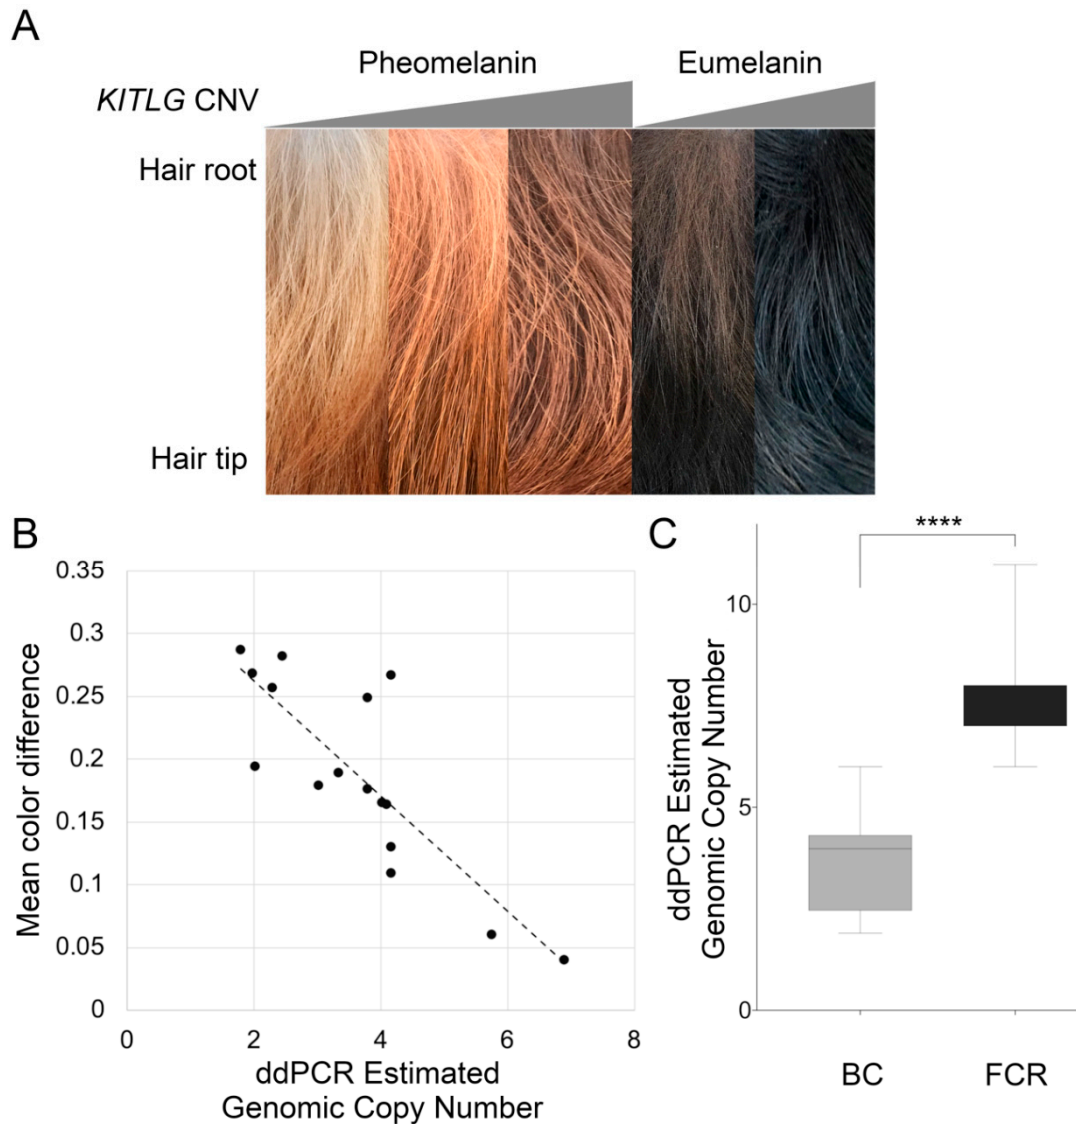 A
Pheomelanin
Eumelanin
KITLG CNV
Hair root
Hair tip
B
Mean color difference
0.35
0.3
0.25
0.2
0.15
0.1
0.05
0
0
2
4
6
8
ddPCR Estimated
Genomic Copy Number
C
****
ddPCR Estimated
Genomic Copy Number
10
5
0
BC
FCR